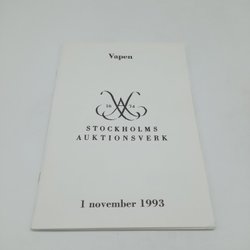 Vapen
16 74
STOCKHOLMS
AUKTIONSVERK
1 november 1993